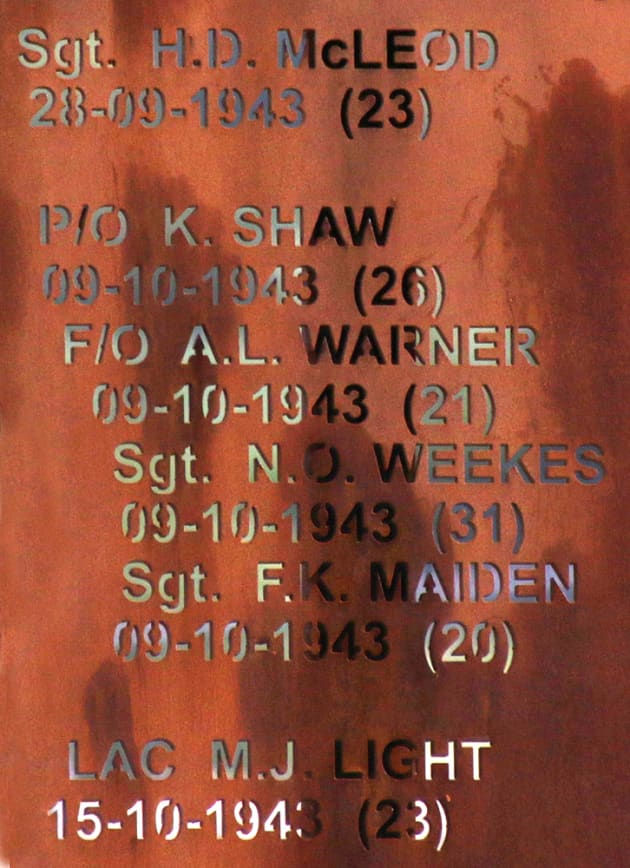 Sgt. H.D. McLEOD
28-09-1943 (23)
P/O K. SHAW
09-10-1943 (26)
F/O A.L. WARNER
09-10-1943 (21)
Sgt. N.O. WEEKES
09-10-1943 (31)
Sgt. F.K. MAIDEN
09-10-1943 (20)
LAC M.J. LIGHT
15-10-1943 (23)